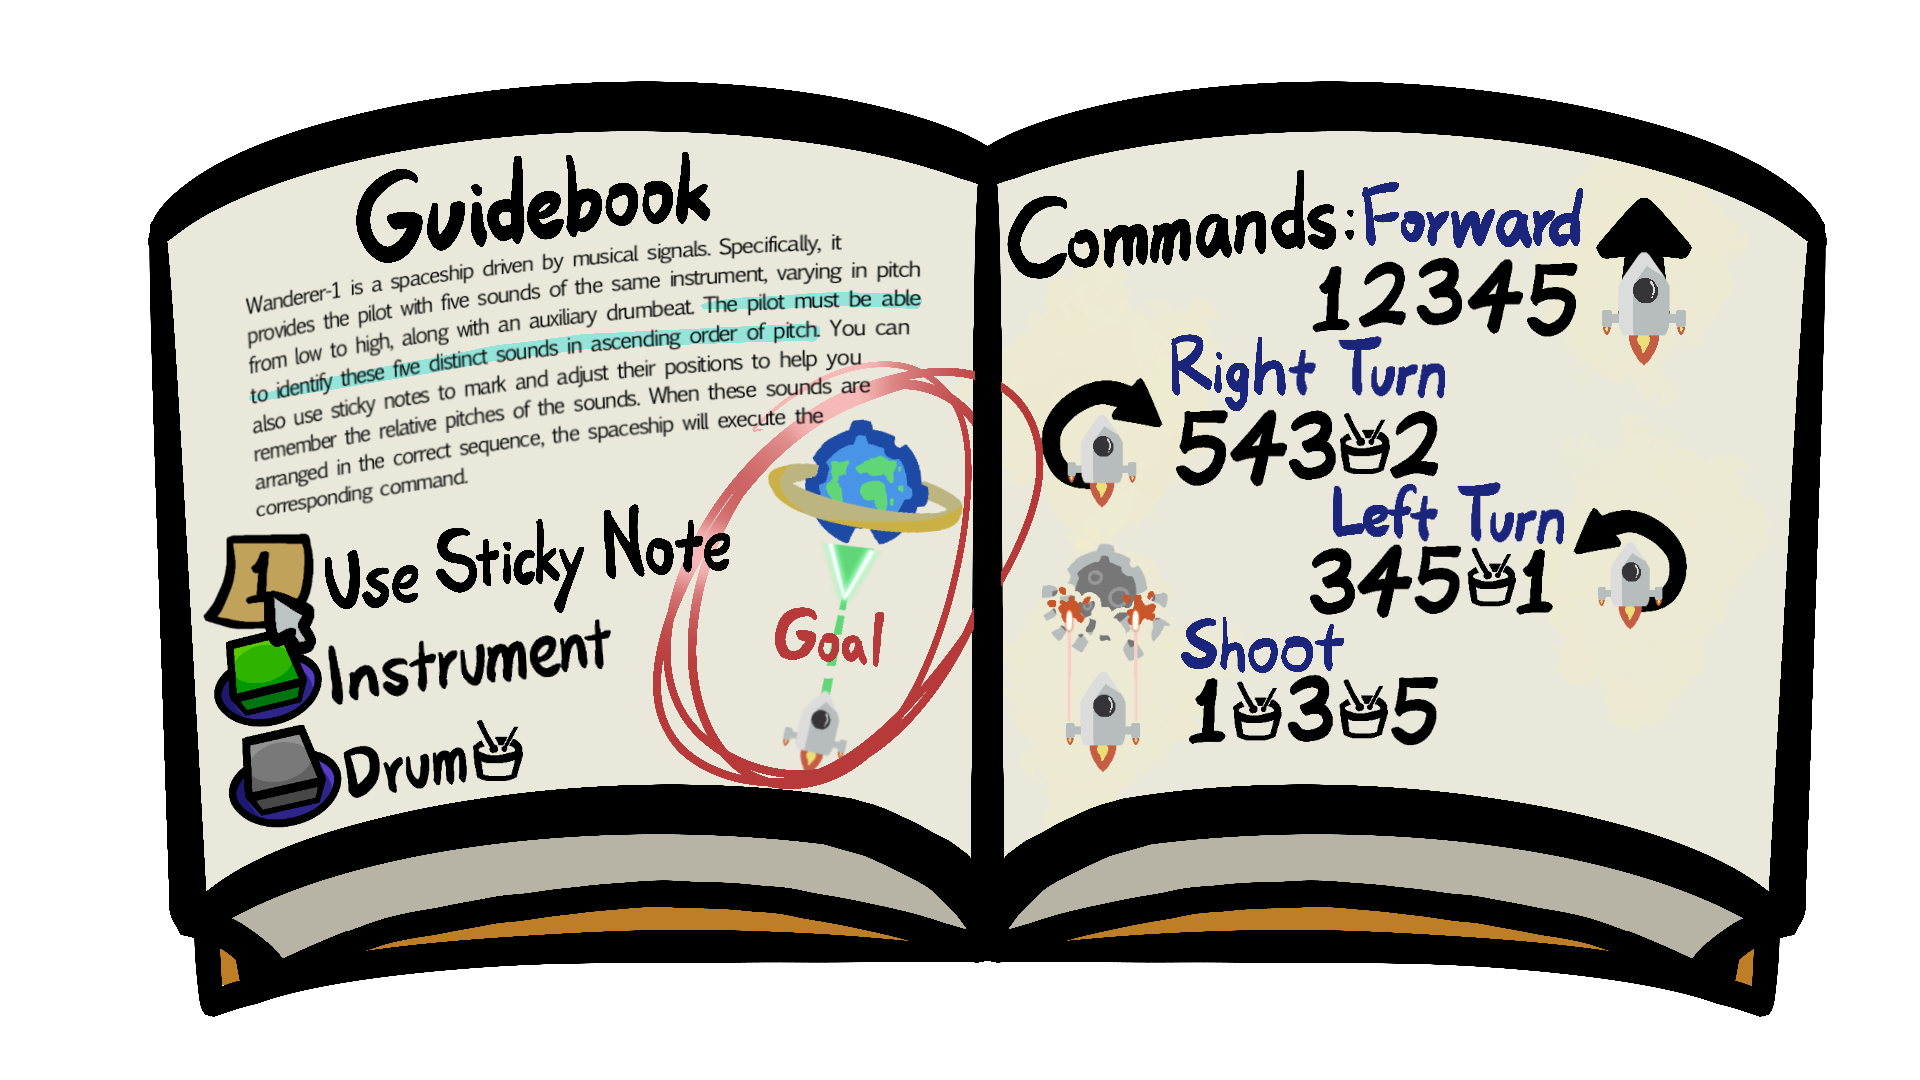 Guidebook
Wanderer-1 is a spaceship driven by musical signals. Specifically, it
provides the pilot with five sounds of the same instrument, varying in pitch
from low to high, along with an auxiliary drumbeat. The pilot must be able
to identify these five distinct sounds in ascending order of pitch. You can
also use sticky notes to mark and adjust their positions to help you
remember the relative pitches of the sounds. When these sounds are
arranged in the correct sequence, the spaceship will execute the
corresponding command.
1 Use Sticky Note
Instrument
Drum
Goal
Commands: Forward
12345
Right Turn
543 2
Left Turn
345 1
Shoot
1 3 5